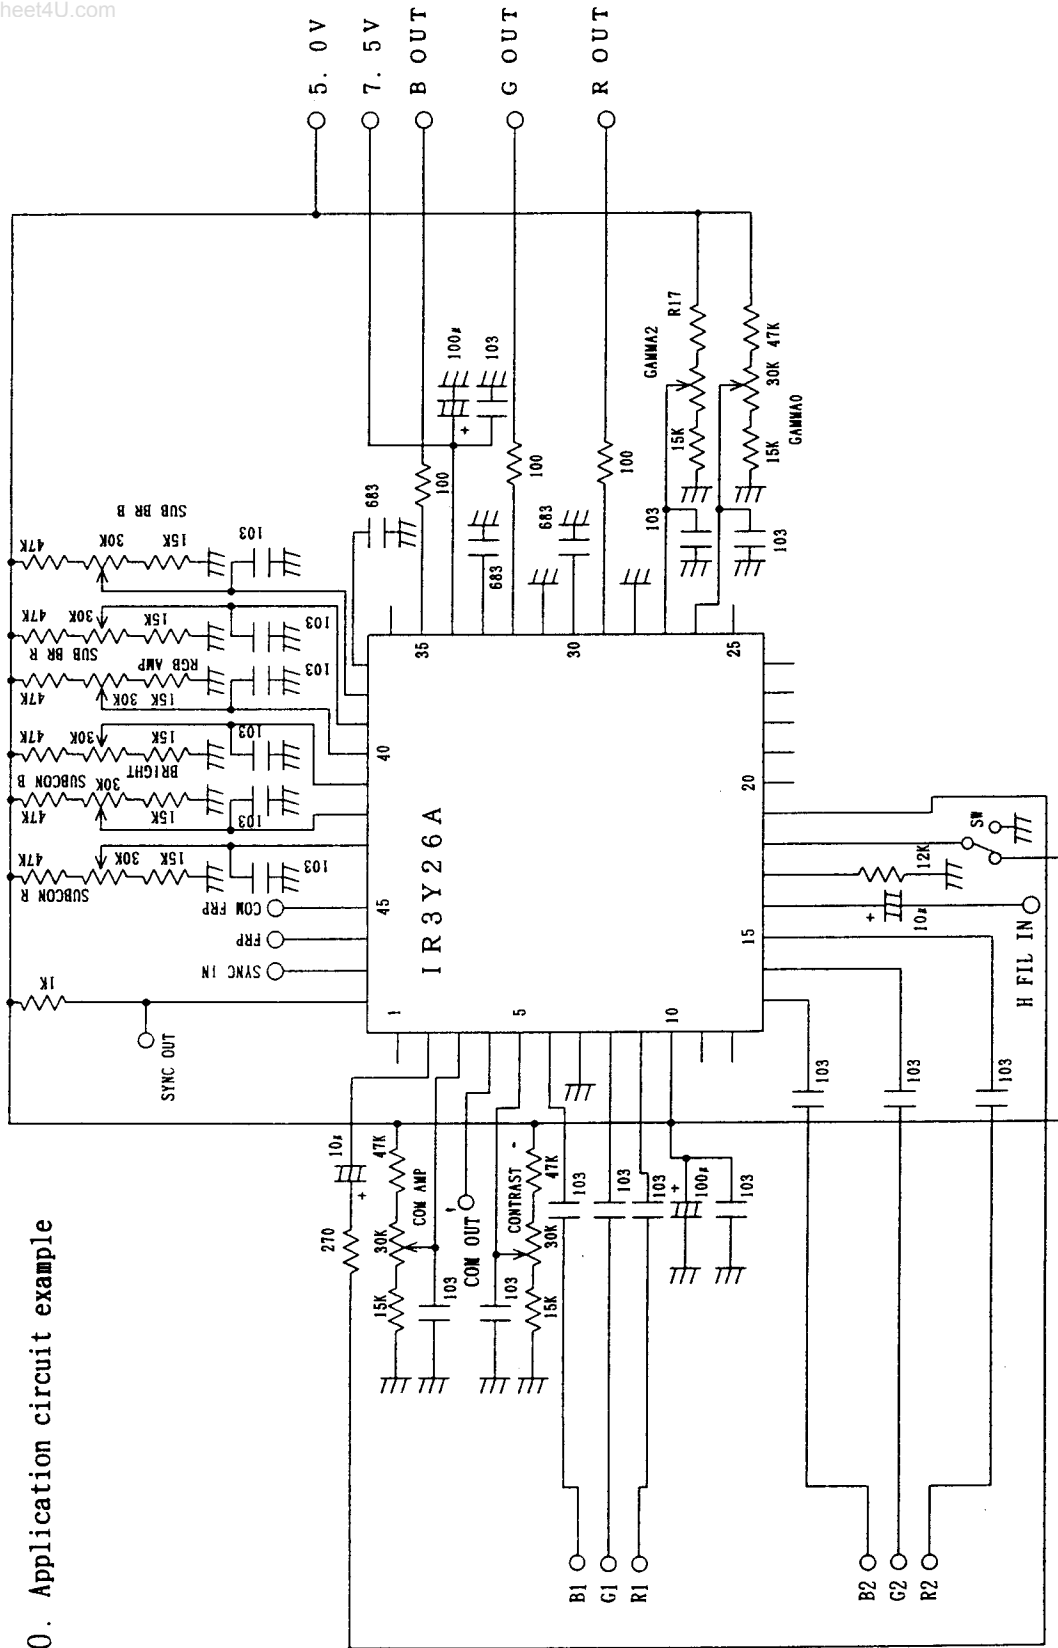 heet4U.com
0. Application circuit example
5. 0V
7. 5V
B OUT
G OUT
R OUT
47K
30K
15K
SUB BR B
103
47K
30K
15K
SUB BR R
103
47K
30K
15K
RGB AMP
103
47K
30K
15K
BRIGHT
103
47K
30K
15K
SUBCON B
103
47K
30K
15K
SUBCON R
103
COM FRP
FRP
SYNC IN
1K
SYNC OUT
683
100
100μ
+
103
683
100
683
100
GAMMA2
R17
15K
103
47K
30K
15K
GAMMA0
103
IR3Y26A
1
5
10
15
20
25
30
35
40
45
10μ
+
270
47K
30K
15K
COM AMP
103
COM OUT
CONTRAST
47K
30K
15K
103
103
103
103
+
100μ
103
B1
G1
R1
103
103
103
B2
G2
R2
SW
12K
+
10μ
H FIL IN